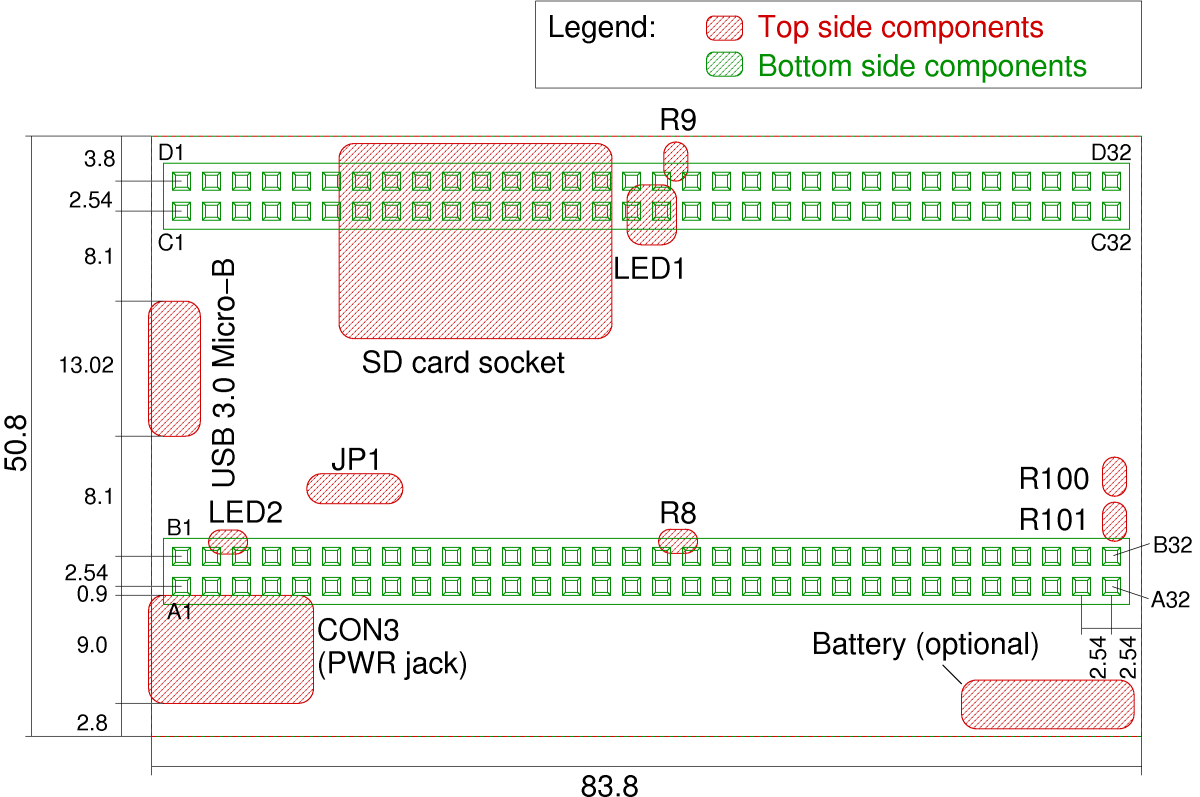 Legend:
Top side components
Bottom side components
R9
D1
D32
3.8
2.54
C1
C32
8.1
LED1
USB 3.0 Micro−B
SD card socket
13.02
50.8
JP1
R100
8.1
LED2
R8
R101
B1
B32
2.54
0.9
A1
A32
CON3
(PWR jack)
9.0
Battery (optional)
2.54
2.54
2.8
83.8